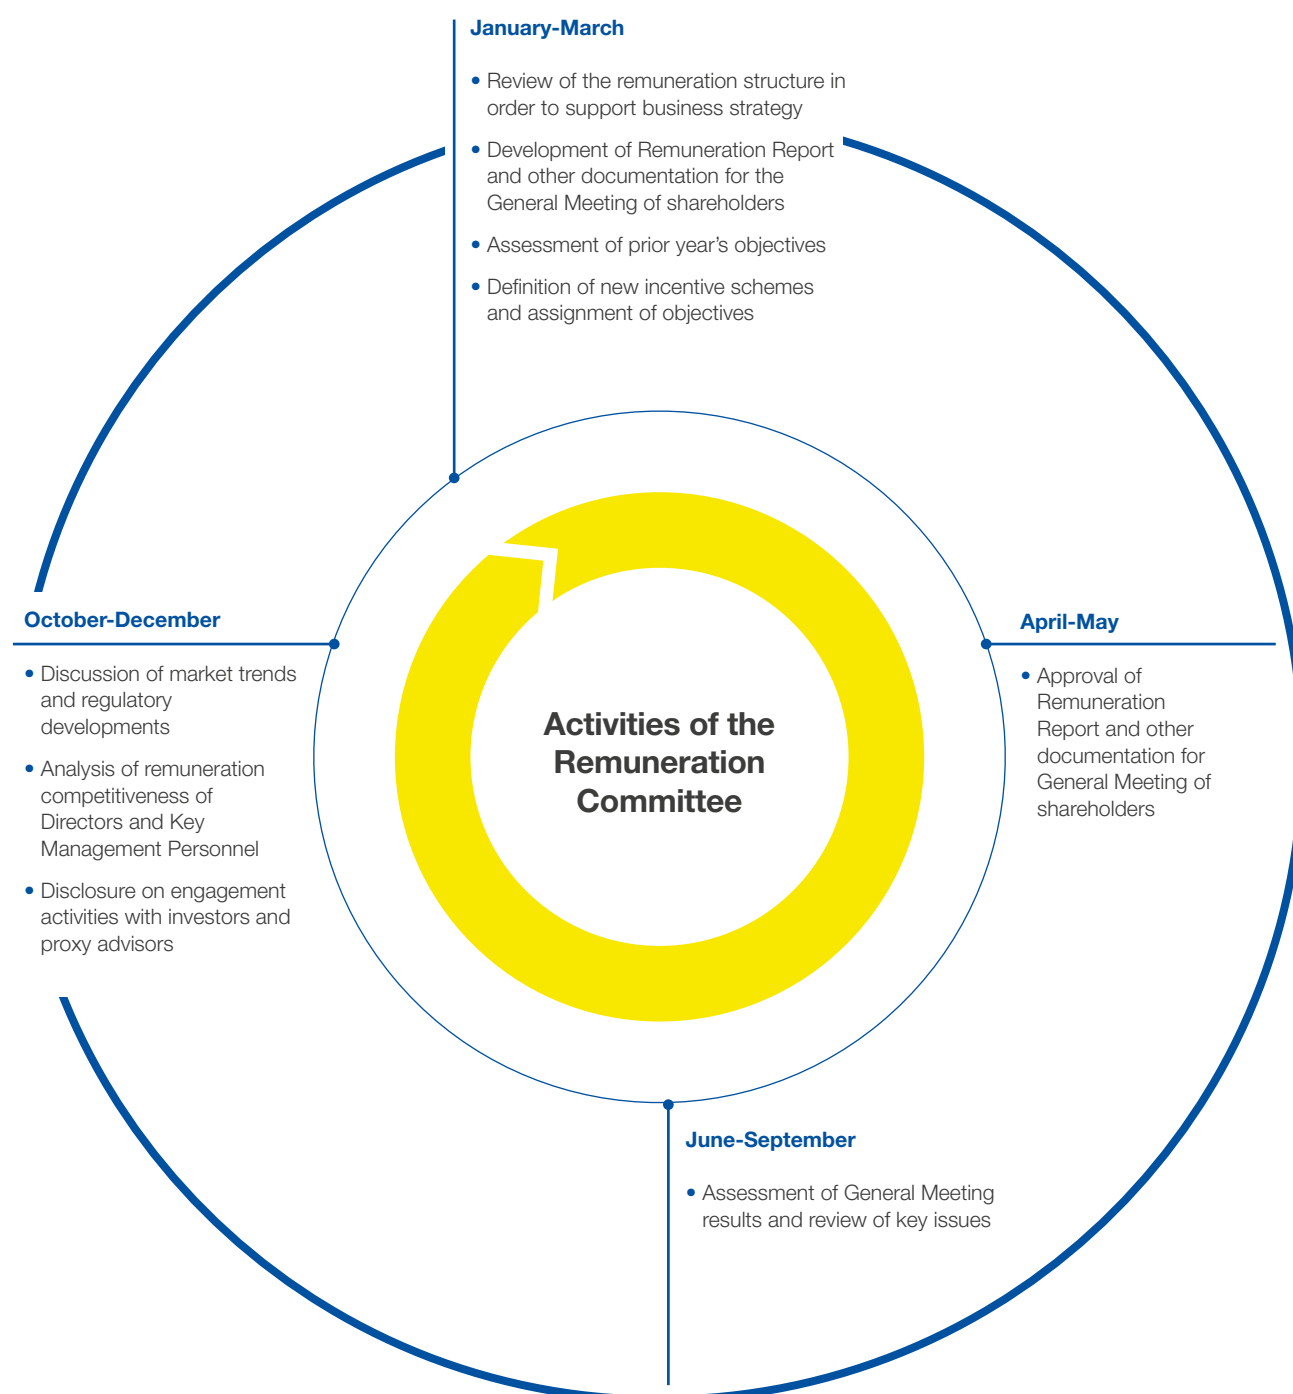 January-March
• Review of the remuneration structure in
order to support business strategy
• Development of Remuneration Report
and other documentation for the
General Meeting of shareholders
• Assessment of prior year's objectives
• Definition of new incentive schemes
and assignment of objectives
October-December
• Discussion of market trends
and regulatory
developments
• Analysis of remuneration
competitiveness of
Directors and Key
Management Personnel
• Disclosure on engagement
activities with investors and
proxy advisors
Activities of the
Remuneration
Committee
April-May
• Approval of
Remuneration
Report and other
documentation for
General Meeting of
shareholders
June-September
• Assessment of General Meeting
results and review of key issues